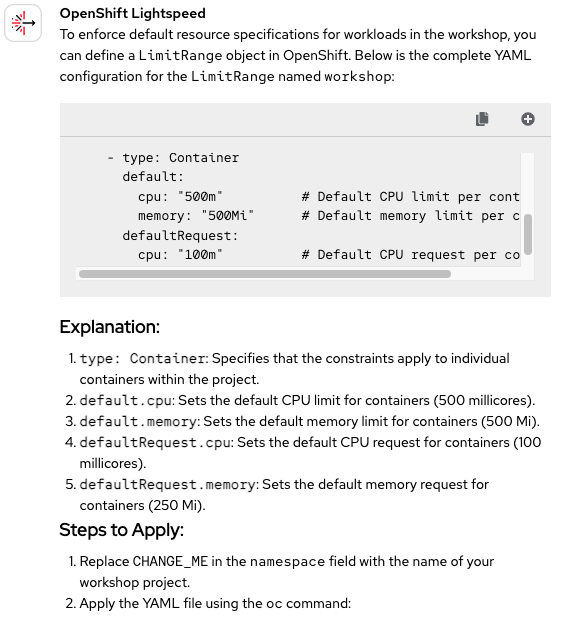 OpenShift Lightspeed
To enforce default resource specifications for workloads in the workshop, you
can define a LimitRange object in OpenShift. Below is the complete YAML
configuration for the LimitRange named workshop:
- type: Container
default:
cpu: "500m" # Default CPU limit per cont
memory: "500Mi" # Default memory limit per c
defaultRequest:
cpu: "100m" # Default CPU request per co
Explanation:
1. type: Container: Specifies that the constraints apply to individual
containers within the project.
2. default.cpu: Sets the default CPU limit for containers (500 millicores).
3. default.memory: Sets the default memory limit for containers (500 Mi).
4. defaultRequest.cpu: Sets the default CPU request for containers (100
millicores).
5. defaultRequest.memory: Sets the default memory request for
containers (250 Mi).
Steps to Apply:
1. Replace CHANGE_ME in the namespace field with the name of your
workshop project.
2. Apply the YAML file using the oc command: